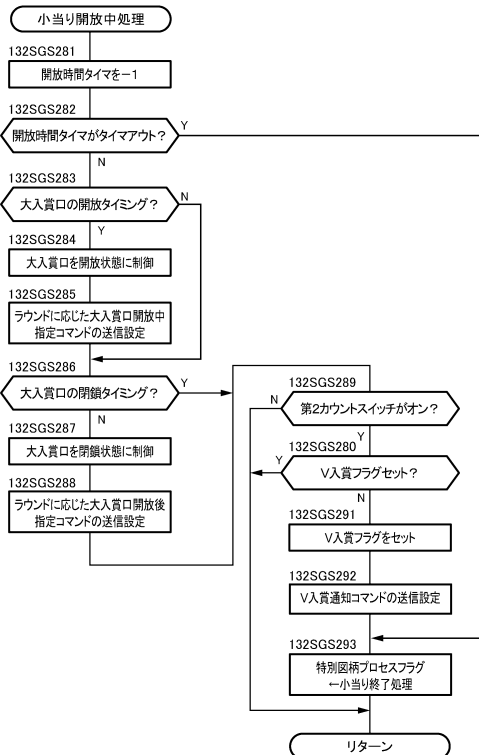 小当り開放中処理
132SGS281
開放時間タイマを－1
132SGS282
開放時間タイマがタイマアウト？
Y
N
132SGS283
大入賞口の開放タイミング？
N
Y
132SGS284
大入賞口を開放状態に制御
132SGS285
ラウンドに応じた大入賞口開放中
指定コマンドの送信設定
132SGS286
大入賞口の閉鎖タイミング？
Y
N
132SGS287
大入賞口を閉鎖状態に制御
132SGS288
ラウンドに応じた大入賞口開放後
指定コマンドの送信設定
132SGS289
N
第2カウントスイッチがオン？
Y
132SGS280
Y
V入賞フラグセット？
N
132SGS291
V入賞フラグをセット
132SGS292
V入賞通知コマンドの送信設定
132SGS293
特別図柄プロセスフラグ
←小当り終了処理
リターン